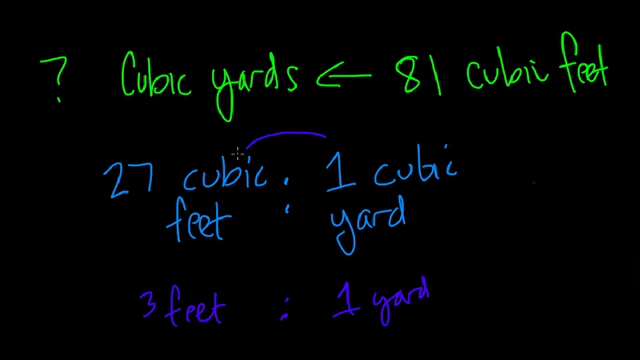 ? Cubic yards ← 81 cubic feet
27 cubic : 1 cubic
feet yard
3 feet : 1 yard